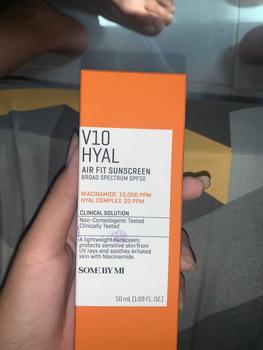 V10
HYAL
AIR FIT SUNSCREEN
BROAD SPECTRUM SPF50
NIACINAMIDE 10,000 PPM
HYAL COMPLEX 20 PPM
CLINICAL SOLUTION
Non-Comedogenic Tested
Clinically Tested
A lightweight sunscreen,
protects sensitive skin from
UV rays and soothes irritated
skin with Niacinamide.
SOME BY MI
50 mL [1.69 FL. OZ.]